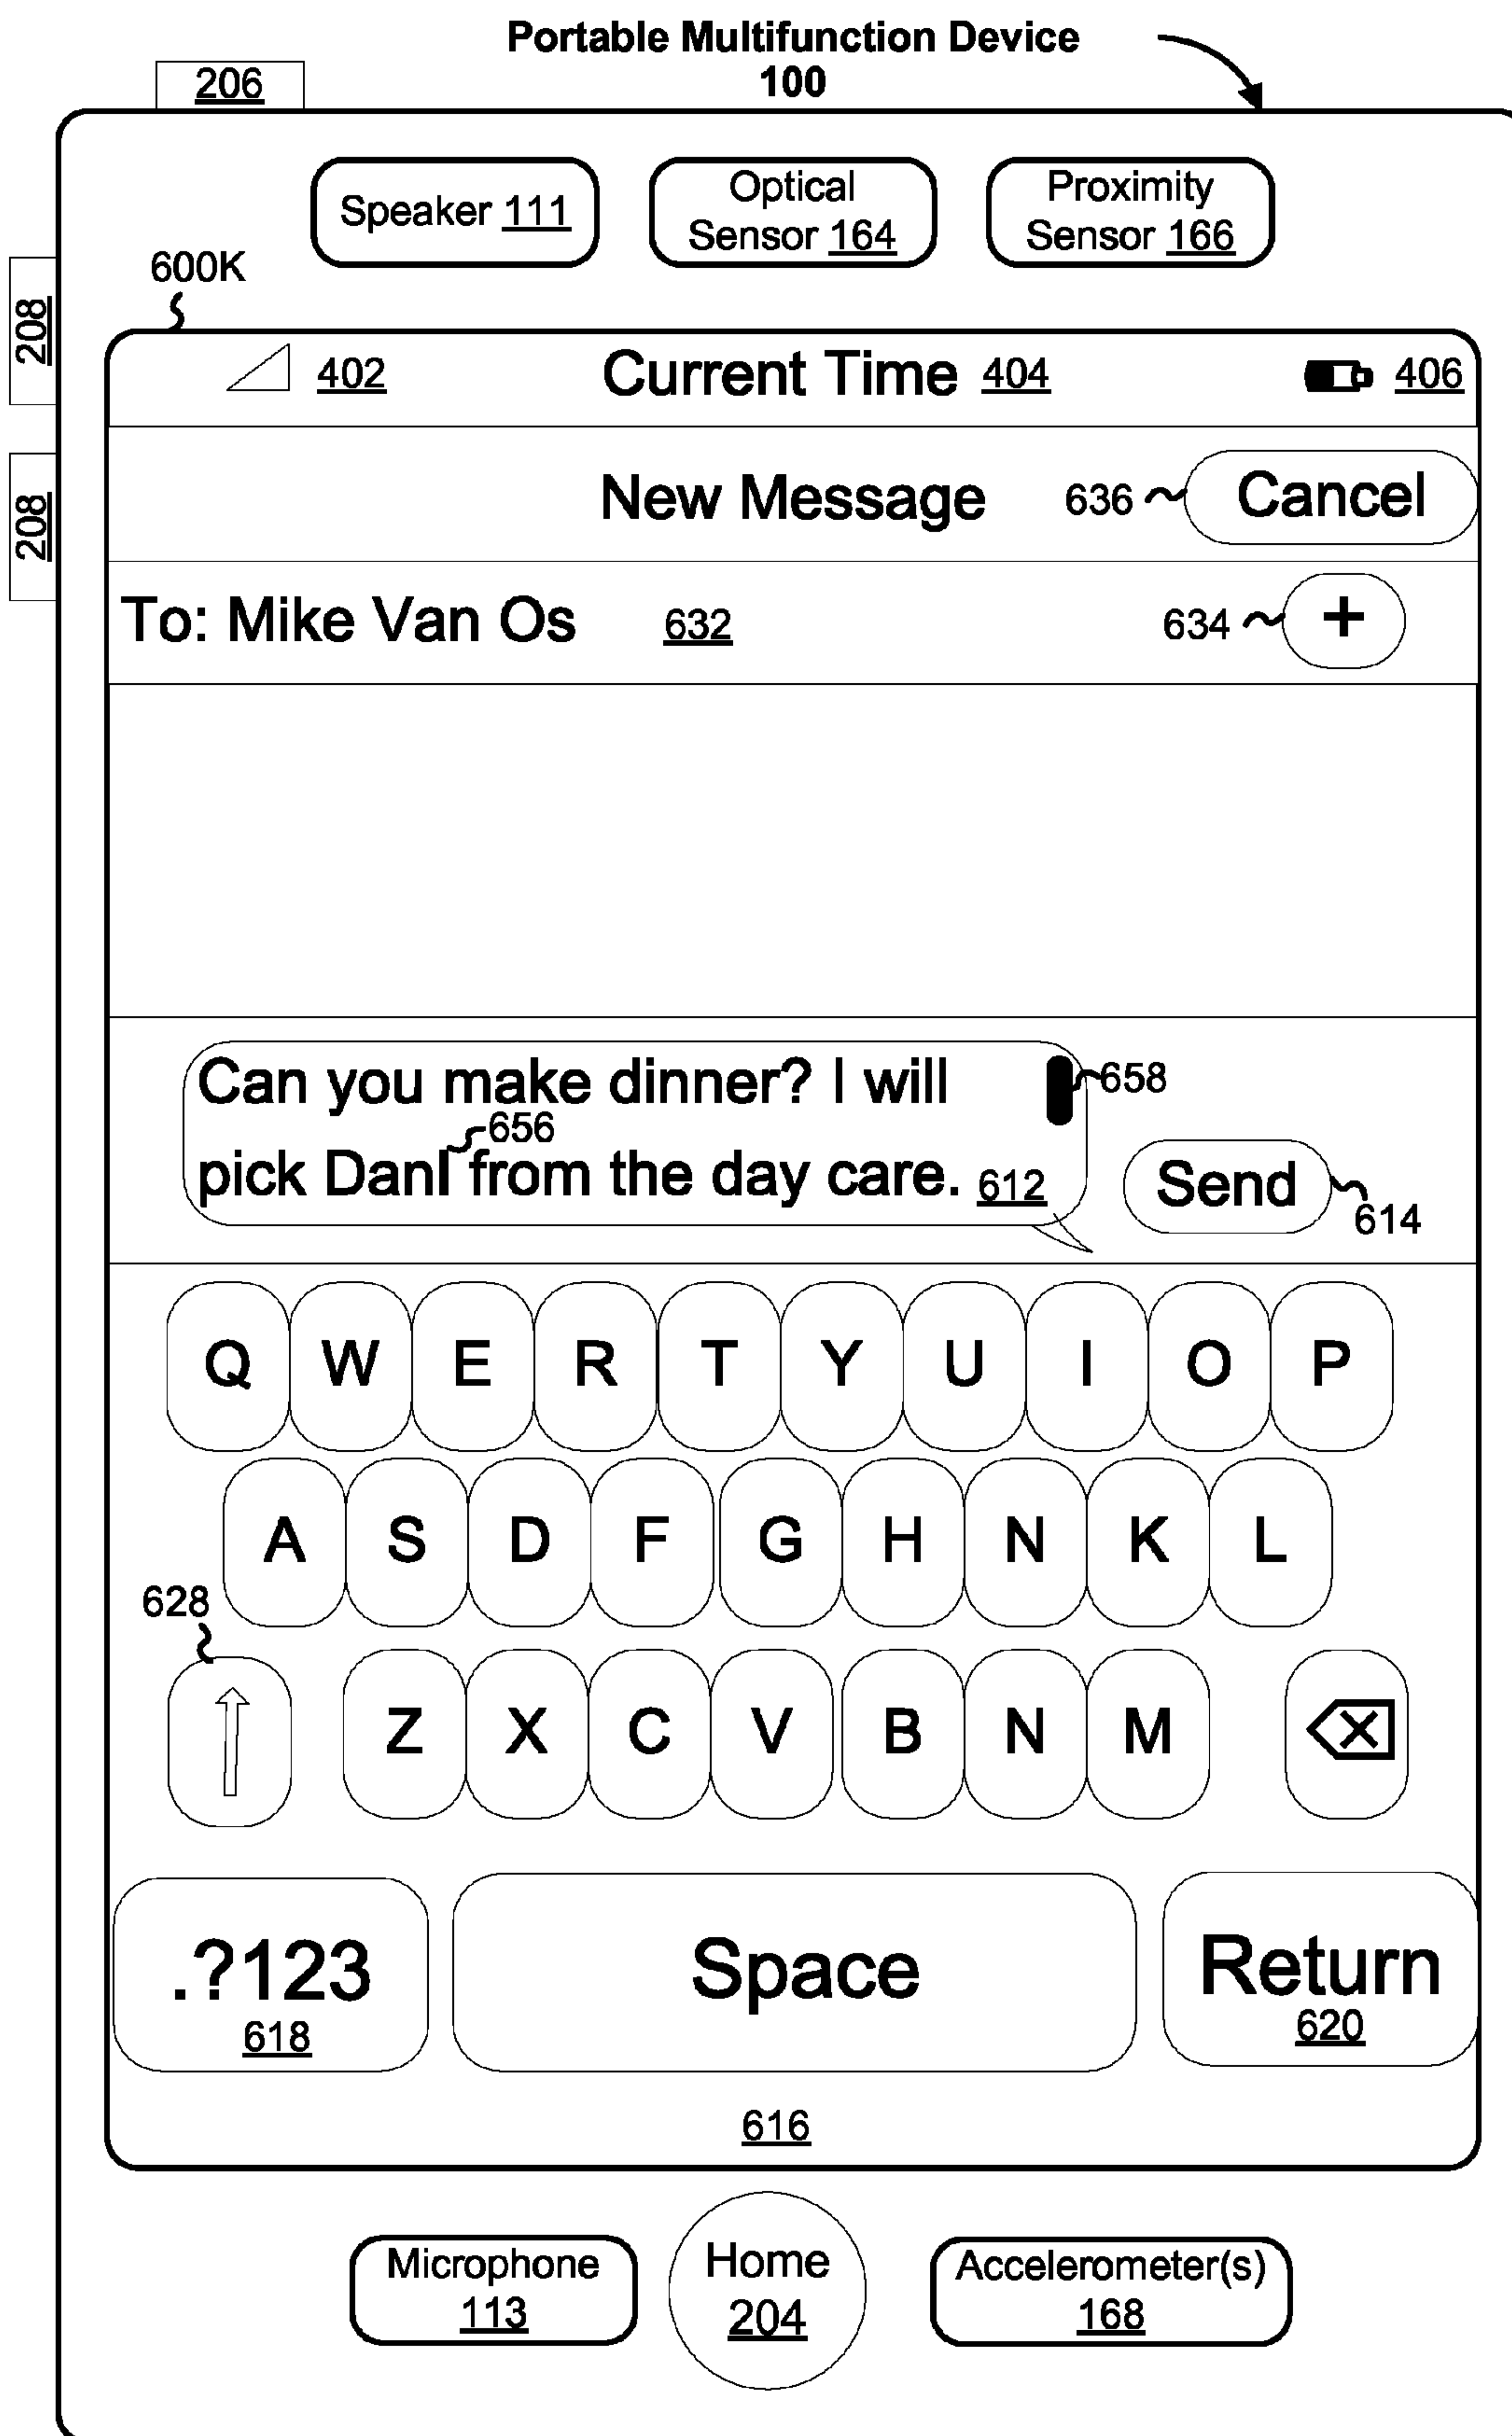 Portable Multifunction Device
100
206
Speaker 111
Optical
Sensor 164
Proximity
Sensor 166
600K
208
402
Current Time 404
406
208
New Message
636
Cancel
To: Mike Van Os
632
634
+
Can you make dinner? I will
658
656
pick Dan from the day care. 612
Send
614
Q W E R T Y U I O P
A S D F G H N K L
628
Z X C V B N M
.?123
618
Space
Return
620
616
Microphone
113
Home
204
Accelerometer(s)
168